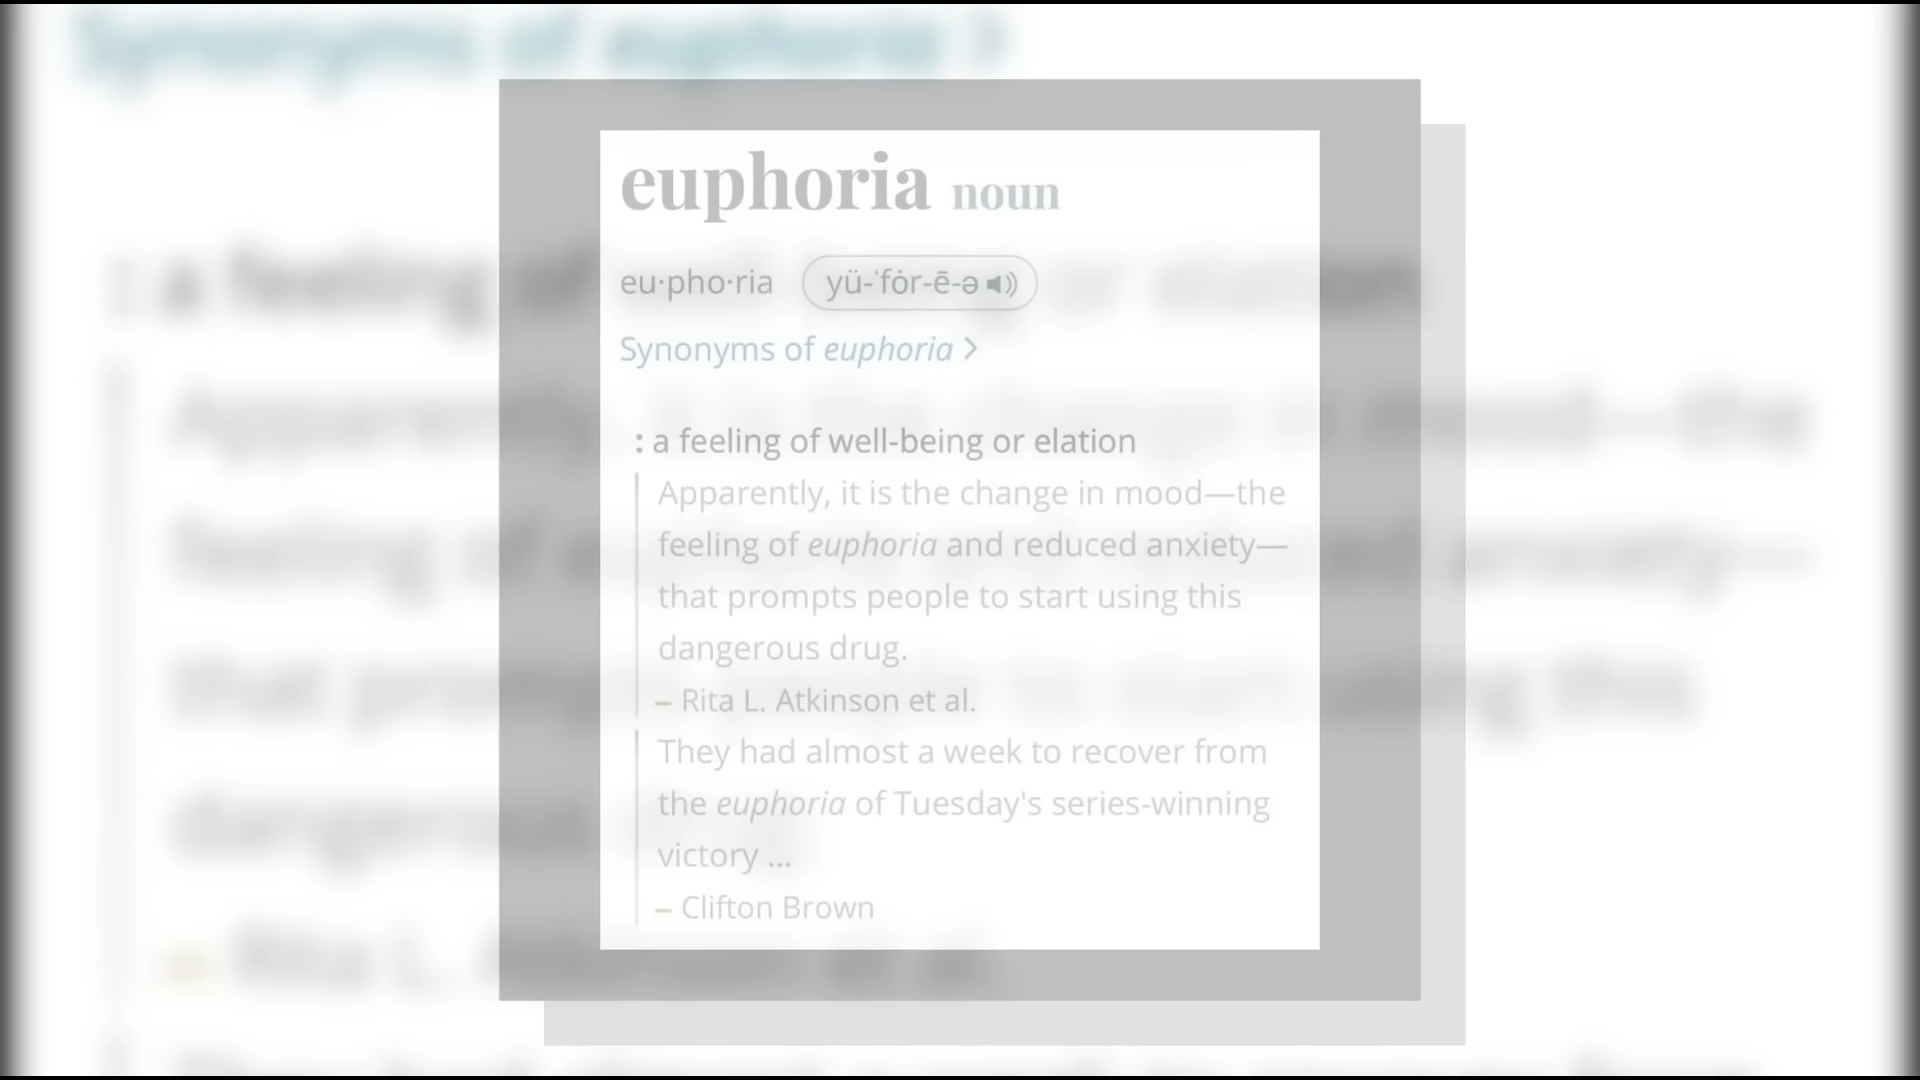 Synonyms of euphoria >
euphoria noun
eu·pho·ria yü-ˈfȯr-ē-ə
Synonyms of euphoria >
: a feeling of well-being or elation
Apparently, it is the change in mood—the
feeling of euphoria and reduced anxiety—
that prompts people to start using this
dangerous drug.
– Rita L. Atkinson et al.
They had almost a week to recover from
the euphoria of Tuesday's series-winning
victory ...
– Clifton Brown